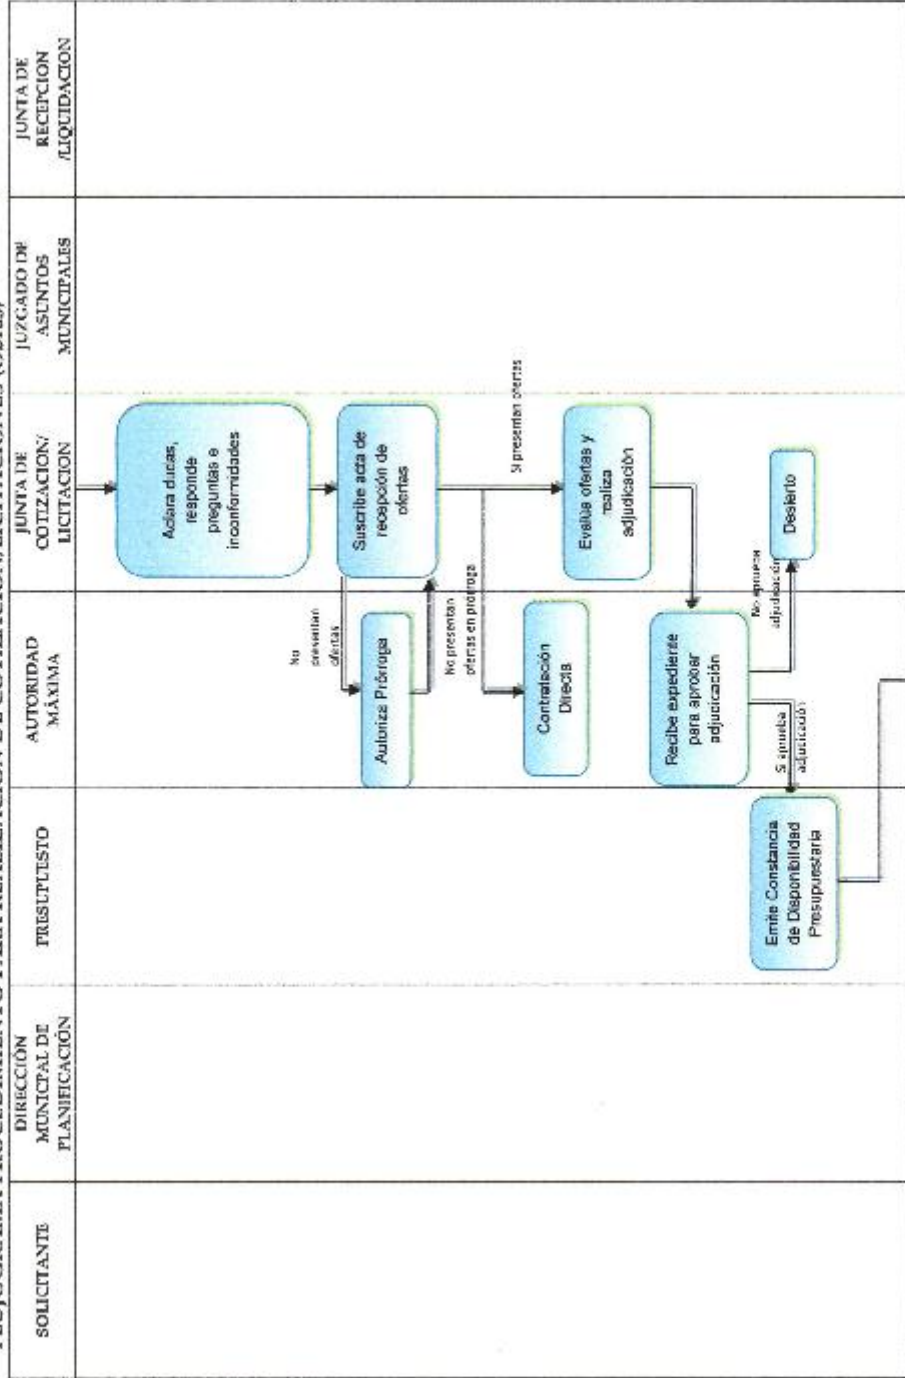 SOLICITANTE
DIRECCIÓN
MUNICPAL DE
PLANIFICACIÓN
PRESUPUESTO
AUTORIDAD
MÁXIMA
JUNTA DE
COTIZACION/
LICITACION
JUZGADO DE
ASUNTOS
MUNICIPALES
JUNTA DE
RECEPCION
/LIQUIDACION
Aclara dudas,
responde
preguntas e
inconformidades
Suscribe acta de
recepción de
ofertas
No
presentan
ofertas
Autoriza Prórroga
No presentan
ofertas en prórroga
Si presentan ofertas
Contratación
Directa
Evalúa ofertas y
realiza
adjudicación
Recibe expediente
para aprobar
adjudicación
No aprueba
adjudicación
Desierto
Si aprueba
adjudicación
Emite Constancia
de Disponibilidad
Presupuestaria